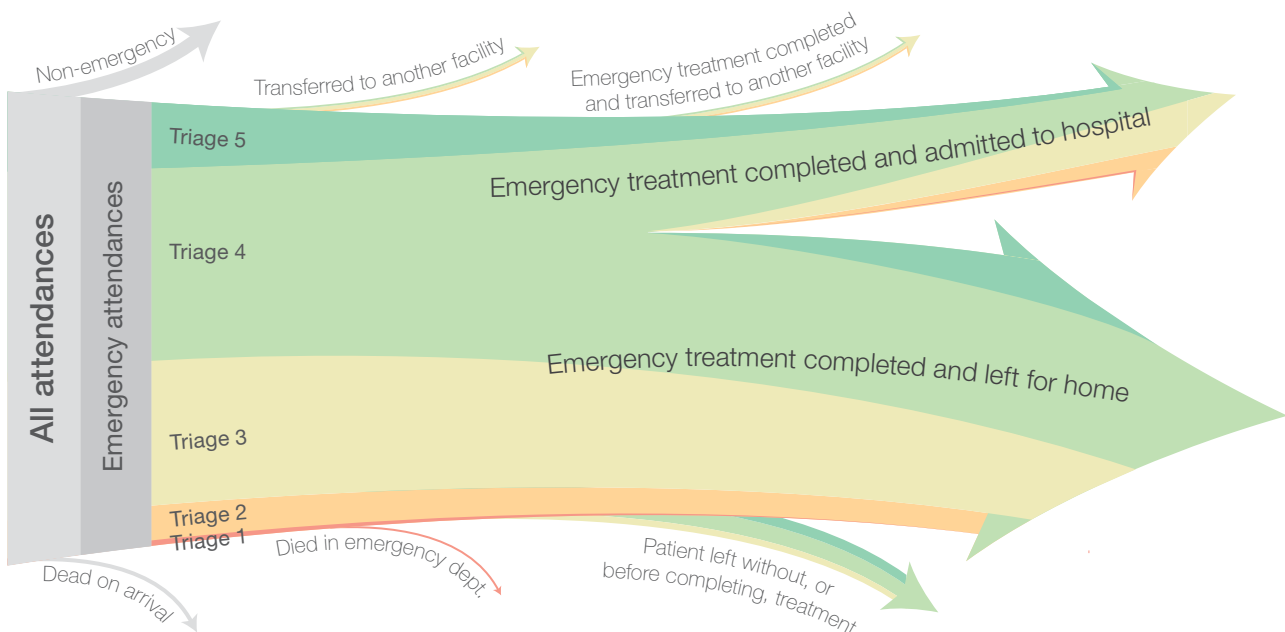 Non-emergency
Transferred to another facility
Emergency treatment completed
and transferred to another facility
All attendances
Emergency attendances
Triage 5
Emergency treatment completed and admitted to hospital
Triage 4
Emergency treatment completed and left for home
Triage 3
Triage 2
Triage 1
Died in emergency dept.
Dead on arrival
Patient left without, or
before completing, treatment